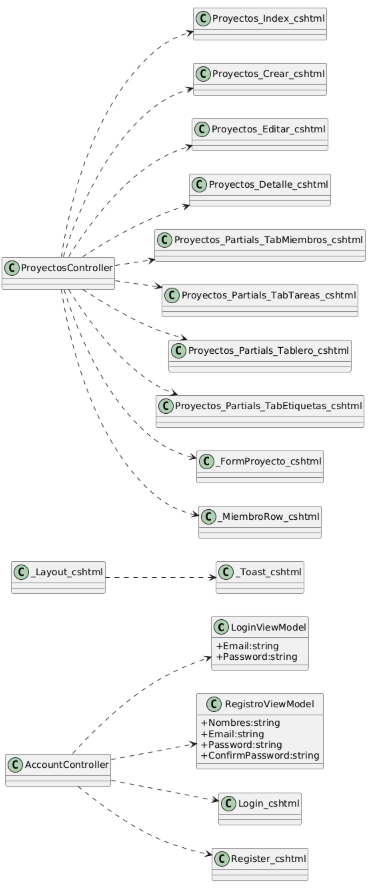 C Proyectos_Index_cshtml
C Proyectos_Crear_cshtml
C Proyectos_Editar_cshtml
C Proyectos_Detalle_cshtml
C Proyectos_Partials_TabMiembros_cshtml
C ProyectosController
C Proyectos_Partials_TabTareas_cshtml
C Proyectos_Partials_Tablero_cshtml
C Proyectos_Partials_TabEtiquetas_cshtml
C _FormProyecto_cshtml
C _MiembroRow_cshtml
C _Layout_cshtml
C _Toast_cshtml
C LoginViewModel
+Email:string
+Password:string
C RegistroViewModel
+Nombres:string
+Email:string
+Password:string
+ConfirmPassword:string
C AccountController
C Login_cshtml
C Register_cshtml